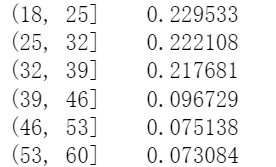 (18, 25]    0.229533
(25, 32]    0.222108
(32, 39]    0.217681
(39, 46]    0.096729
(46, 53]    0.075138
(53, 60]    0.073084